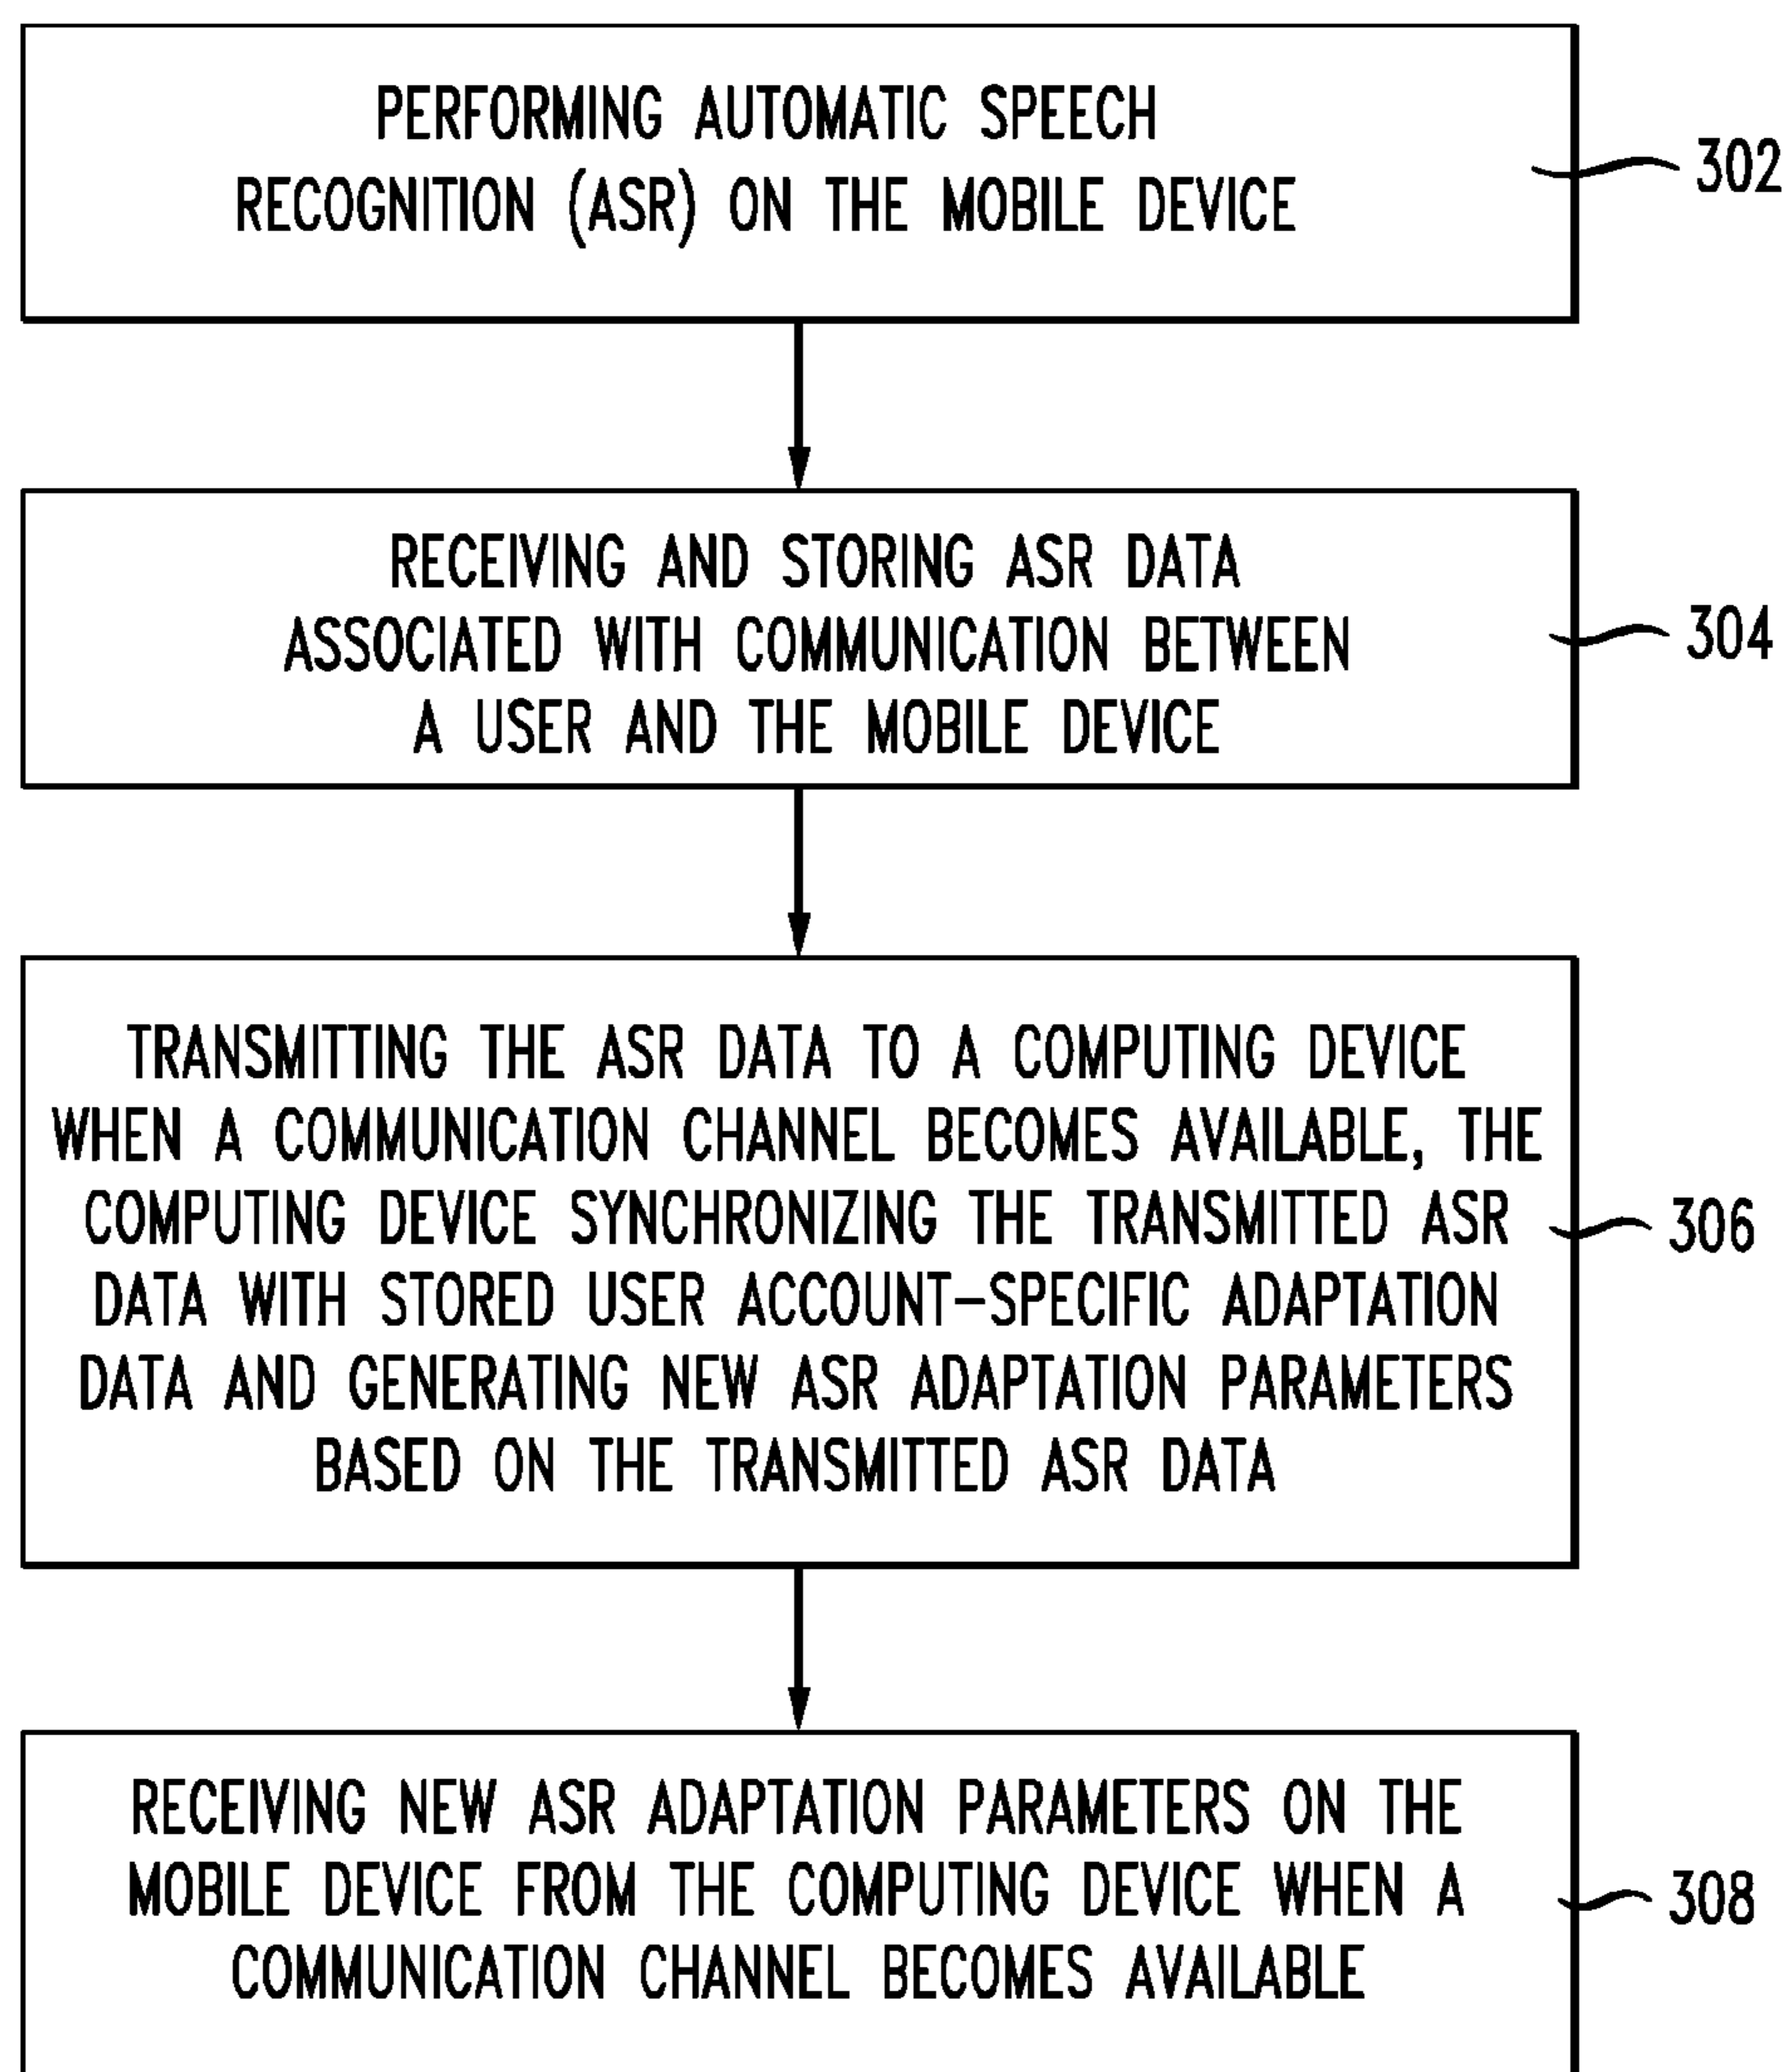 PERFORMING AUTOMATIC SPEECH
RECOGNITION (ASR) ON THE MOBILE DEVICE
302
RECEIVING AND STORING ASR DATA
ASSOCIATED WITH COMMUNICATION BETWEEN
A USER AND THE MOBILE DEVICE
304
TRANSMITTING THE ASR DATA TO A COMPUTING DEVICE
WHEN A COMMUNICATION CHANNEL BECOMES AVAILABLE, THE
COMPUTING DEVICE SYNCHRONIZING THE TRANSMITTED ASR
DATA WITH STORED USER ACCOUNT-SPECIFIC ADAPTATION
DATA AND GENERATING NEW ASR ADAPTATION PARAMETERS
BASED ON THE TRANSMITTED ASR DATA
306
RECEIVING NEW ASR ADAPTATION PARAMETERS ON THE
MOBILE DEVICE FROM THE COMPUTING DEVICE WHEN A
COMMUNICATION CHANNEL BECOMES AVAILABLE
308